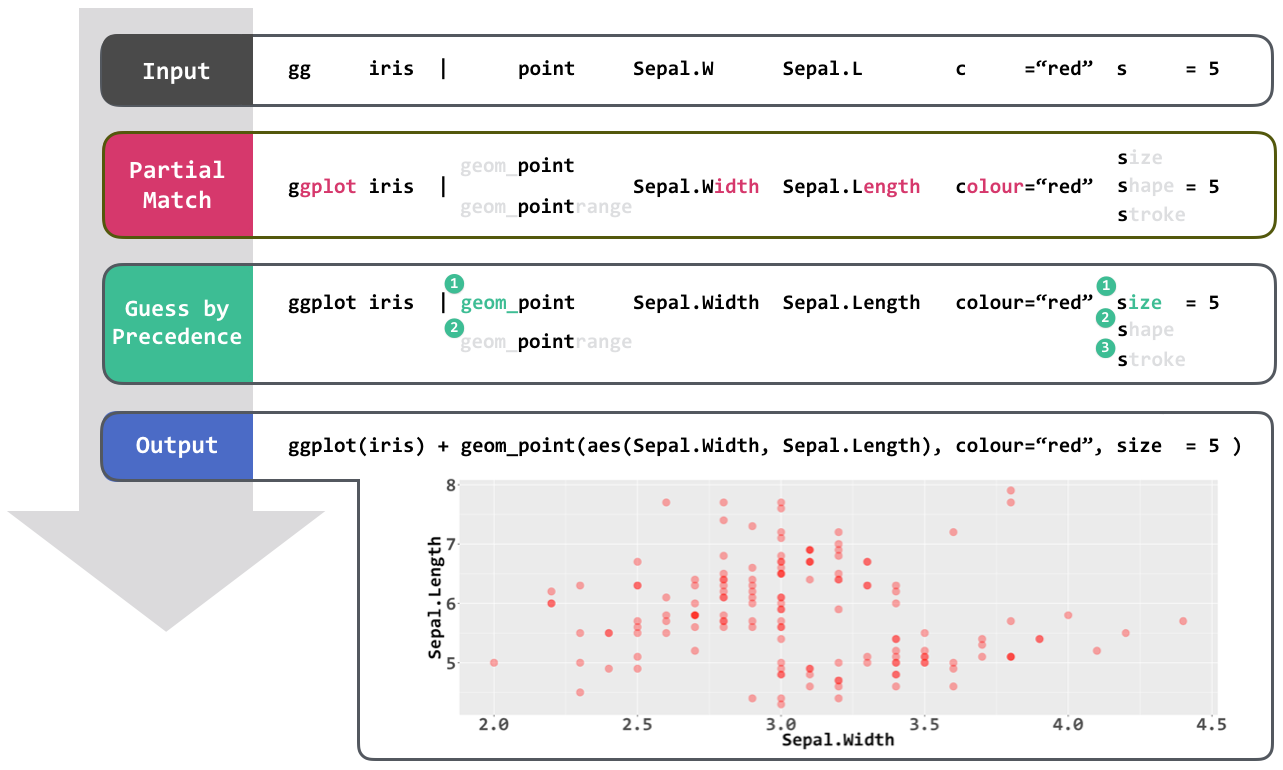 Input
gg iris | point Sepal.W Sepal.L c =“red” s = 5
Partial
Match
ggplot iris | geom_point Sepal.Width Sepal.Length colour=“red” size = 5
geom_pointrange shape
stroke
Guess by
Precedence
1 1
ggplot iris | geom_point Sepal.Width Sepal.Length colour=“red” size = 5
2 geom_pointrange 2 shape
3 stroke
Output
ggplot(iris) + geom_point(aes(Sepal.Width, Sepal.Length), colour=“red”, size = 5 )
8
7
6
5
Sepal.Length
2.0 2.5 3.0 3.5 4.0 4.5
Sepal.Width